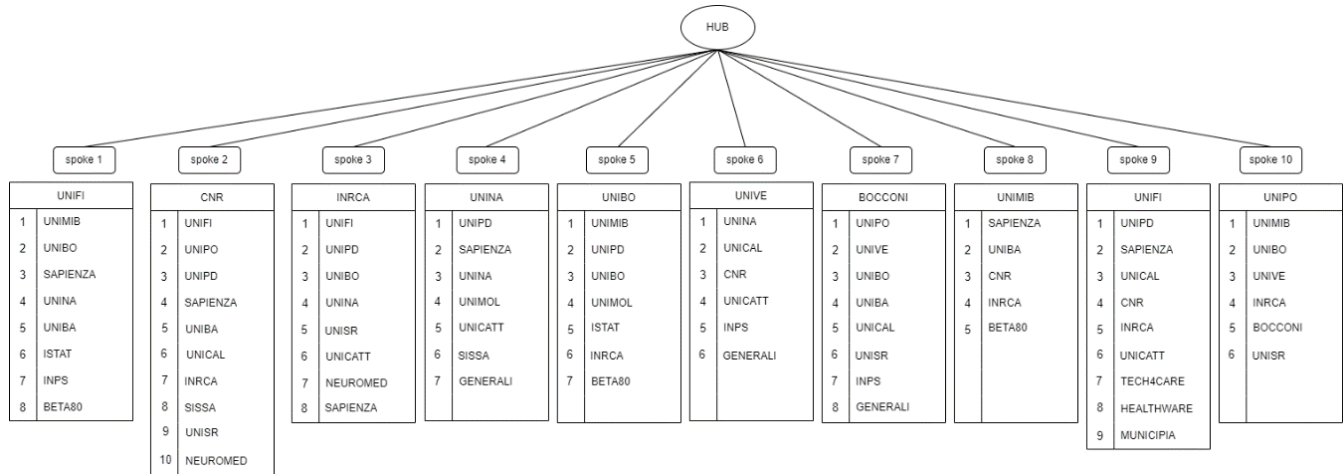 HUB
spoke 1
spoke 2
spoke 3
spoke 4
spoke 5
spoke 6
spoke 7
spoke 8
spoke 9
spoke 10
UNIFI
1 UNIMIB
2 UNIBO
3 SAPIENZA
4 UNINA
5 UNIBA
6 ISTAT
7 INPS
8 BETA80
CNR
1 UNIFI
2 UNIPO
3 UNIPD
4 SAPIENZA
5 UNIBA
6 UNICAL
7 INRCA
8 SISSA
9 UNISR
10 NEUROMED
INRCA
1 UNIFI
2 UNIPD
3 UNIBO
4 UNINA
5 UNISR
6 UNICATT
7 NEUROMED
8 SAPIENZA
UNINA
1 UNIPD
2 SAPIENZA
3 UNINA
4 UNIMOL
5 UNICATT
6 SISSA
7 GENERALI
UNIBO
1 UNIMIB
2 UNIPD
3 UNIBO
4 UNIMOL
5 ISTAT
6 INRCA
7 BETA80
UNIVE
1 UNINA
2 UNICAL
3 CNR
4 UNICATT
5 INPS
6 GENERALI
BOCCONI
1 UNIPO
2 UNIVE
3 UNIBO
4 UNIBA
5 UNICAL
6 UNISR
7 INPS
8 GENERALI
UNIMIB
1 SAPIENZA
2 UNIBA
3 CNR
4 INRCA
5 BETA80
UNIFI
1 UNIPD
2 SAPIENZA
3 UNICAL
4 CNR
5 INRCA
6 UNICATT
7 TECH4CARE
8 HEALTHWARE
9 MUNICIPIA
UNIPO
1 UNIMIB
2 UNIBO
3 UNIVE
4 INRCA
5 BOCCONI
6 UNISR